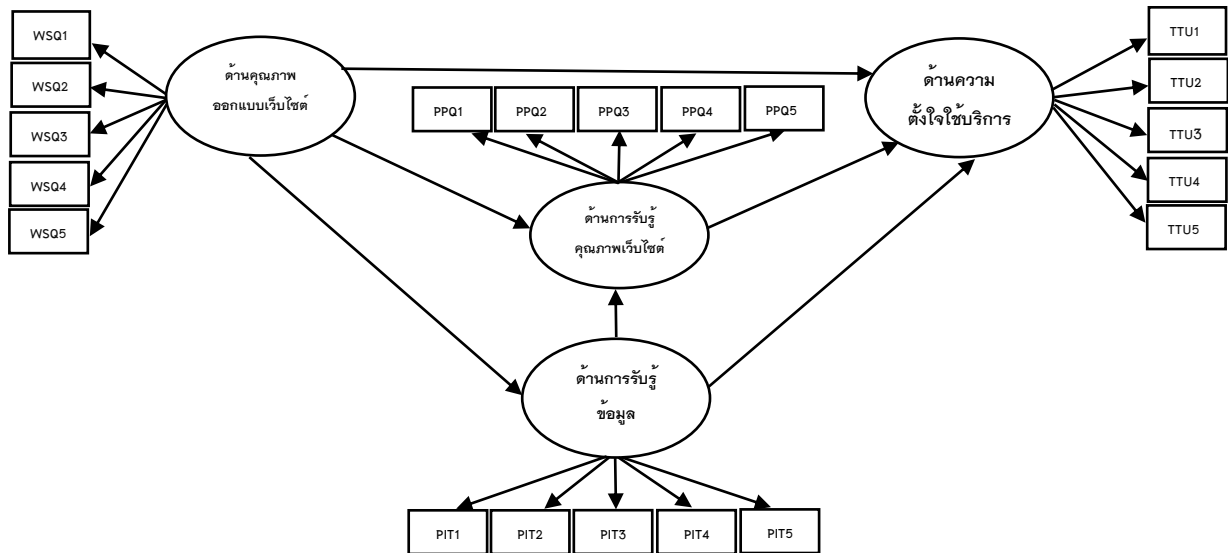 WSQ1
WSQ2
WSQ3
WSQ4
WSQ5
ด้านคุณภาพ
ออกแบบเว็บไซต์
PPQ1
PPQ2
PPQ3
PPQ4
PPQ5
ด้านการรับรู้
คุณภาพเว็บไซต์
ด้านความ
ตั้งใจใช้บริการ
TTU1
TTU2
TTU3
TTU4
TTU5
ด้านการรับรู้
ข้อมูล
PIT1
PIT2
PIT3
PIT4
PIT5